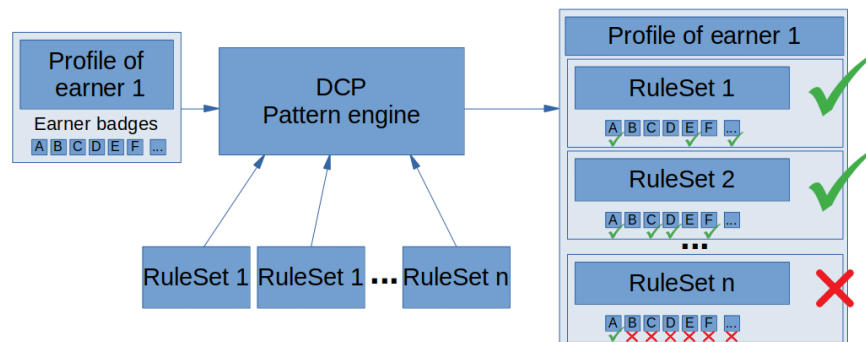 Profile of
earner 1
Earner badges
A B C D E F ...
DCP
Pattern engine
RuleSet 1
RuleSet 1
...
RuleSet n
Profile of earner 1
RuleSet 1
A B C D E F ...
RuleSet 2
A B C D E F ...
...
RuleSet n
A B C D E F ...